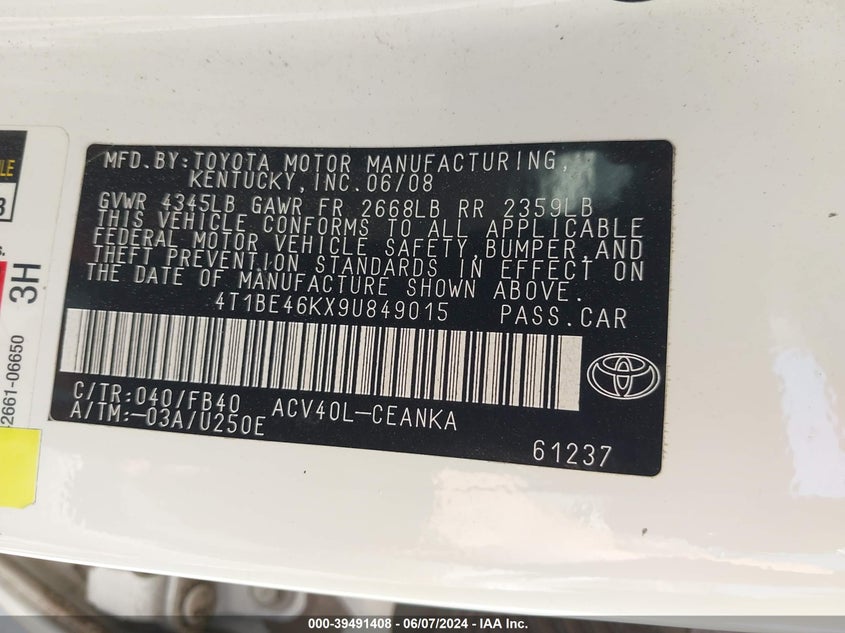 MFD.BY:TOYOTA MOTOR MANUFACTURING,
KENTUCKY,INC.06/08
GVWR 4345LB GAWR FR 2668LB RR 2359LB
THIS VEHICLE CONFORMS TO ALL APPLICABLE
FEDERAL MOTOR VEHICLE SAFETY,BUMPER,AND
THEFT PREVENTION STANDARDS IN EFFECT ON
THE DATE OF MANUFACTURE SHOWN ABOVE.
4T1BE46KX9U849015 PASS.CAR
C/TR:040/FB40 ACV40L-CEANKA
A/TM:-03A/U250E
61237
3H
2661-06650
000-39491408 - 06/07/2024 - IAA Inc.